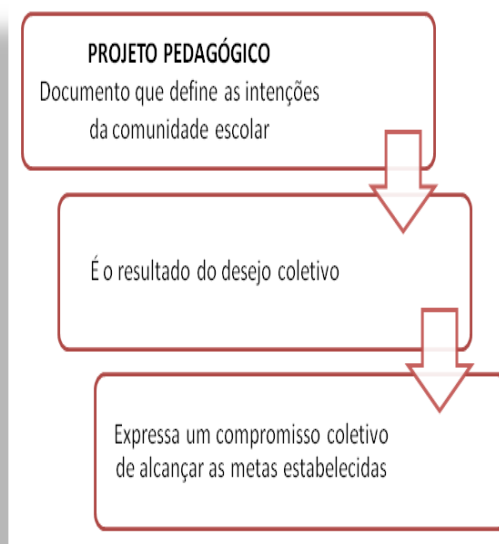 PROJETO PEDAGÓGICO
Documento que define as intenções
da comunidade escolar
É o resultado do desejo coletivo
Expressa um compromisso coletivo
de alcançar as metas estabelecidas